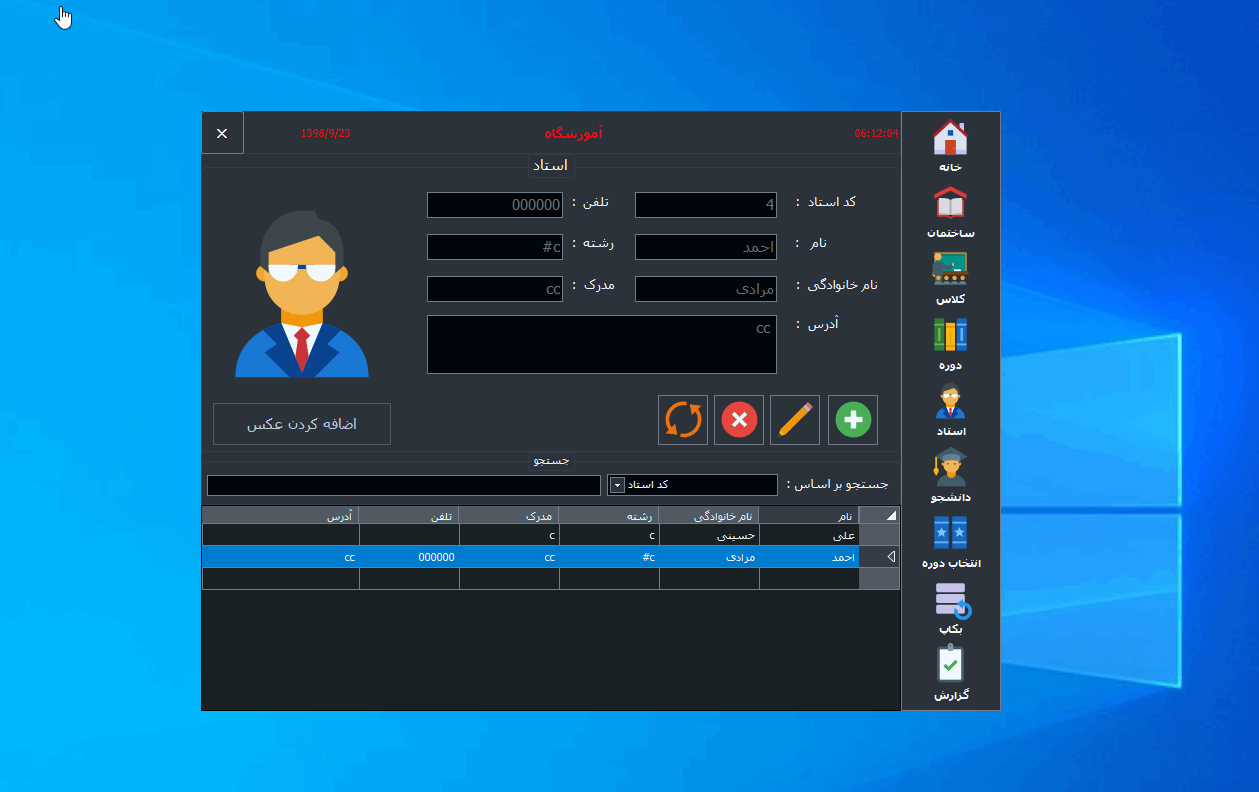 06:12:04 آموزشگاه 1398/9/23
استاد
کد استاد : 4 تلفن : 000000
نام : احمد رشته : c#
نام خانوادگی : مرادی مدرک : cc
آدرس : cc
اضافه کردن عکس
جستجو
جستجو بر اساس : کد استاد
نام نام خانوادگی رشته مدرک تلفن آدرس
علی حسینی c c
احمد مرادی c# cc 000000 cc
خانه
ساختمان
کلاس
دوره
استاد
دانشجو
انتخاب دوره
بکاپ
گزارش